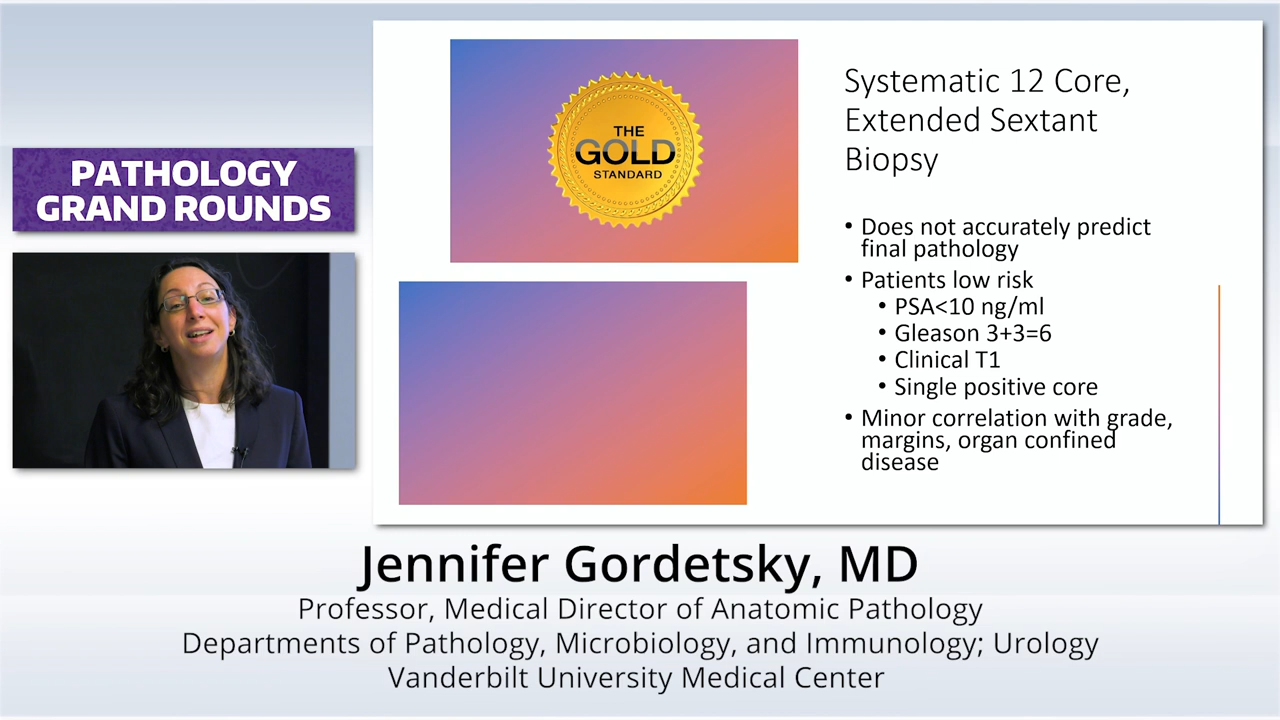 PATHOLOGY
GRAND ROUNDS
THE
GOLD
STANDARD
Systematic 12 Core,
Extended Sextant
Biopsy
• Does not accurately predict
final pathology
• Patients low risk
• PSA<10 ng/ml
• Gleason 3+3=6
• Clinical T1
• Single positive core
• Minor correlation with grade,
margins, organ confined
disease
Jennifer Gordetsky, MD
Professor, Medical Director of Anatomic Pathology
Departments of Pathology, Microbiology, and Immunology; Urology
Vanderbilt University Medical Center